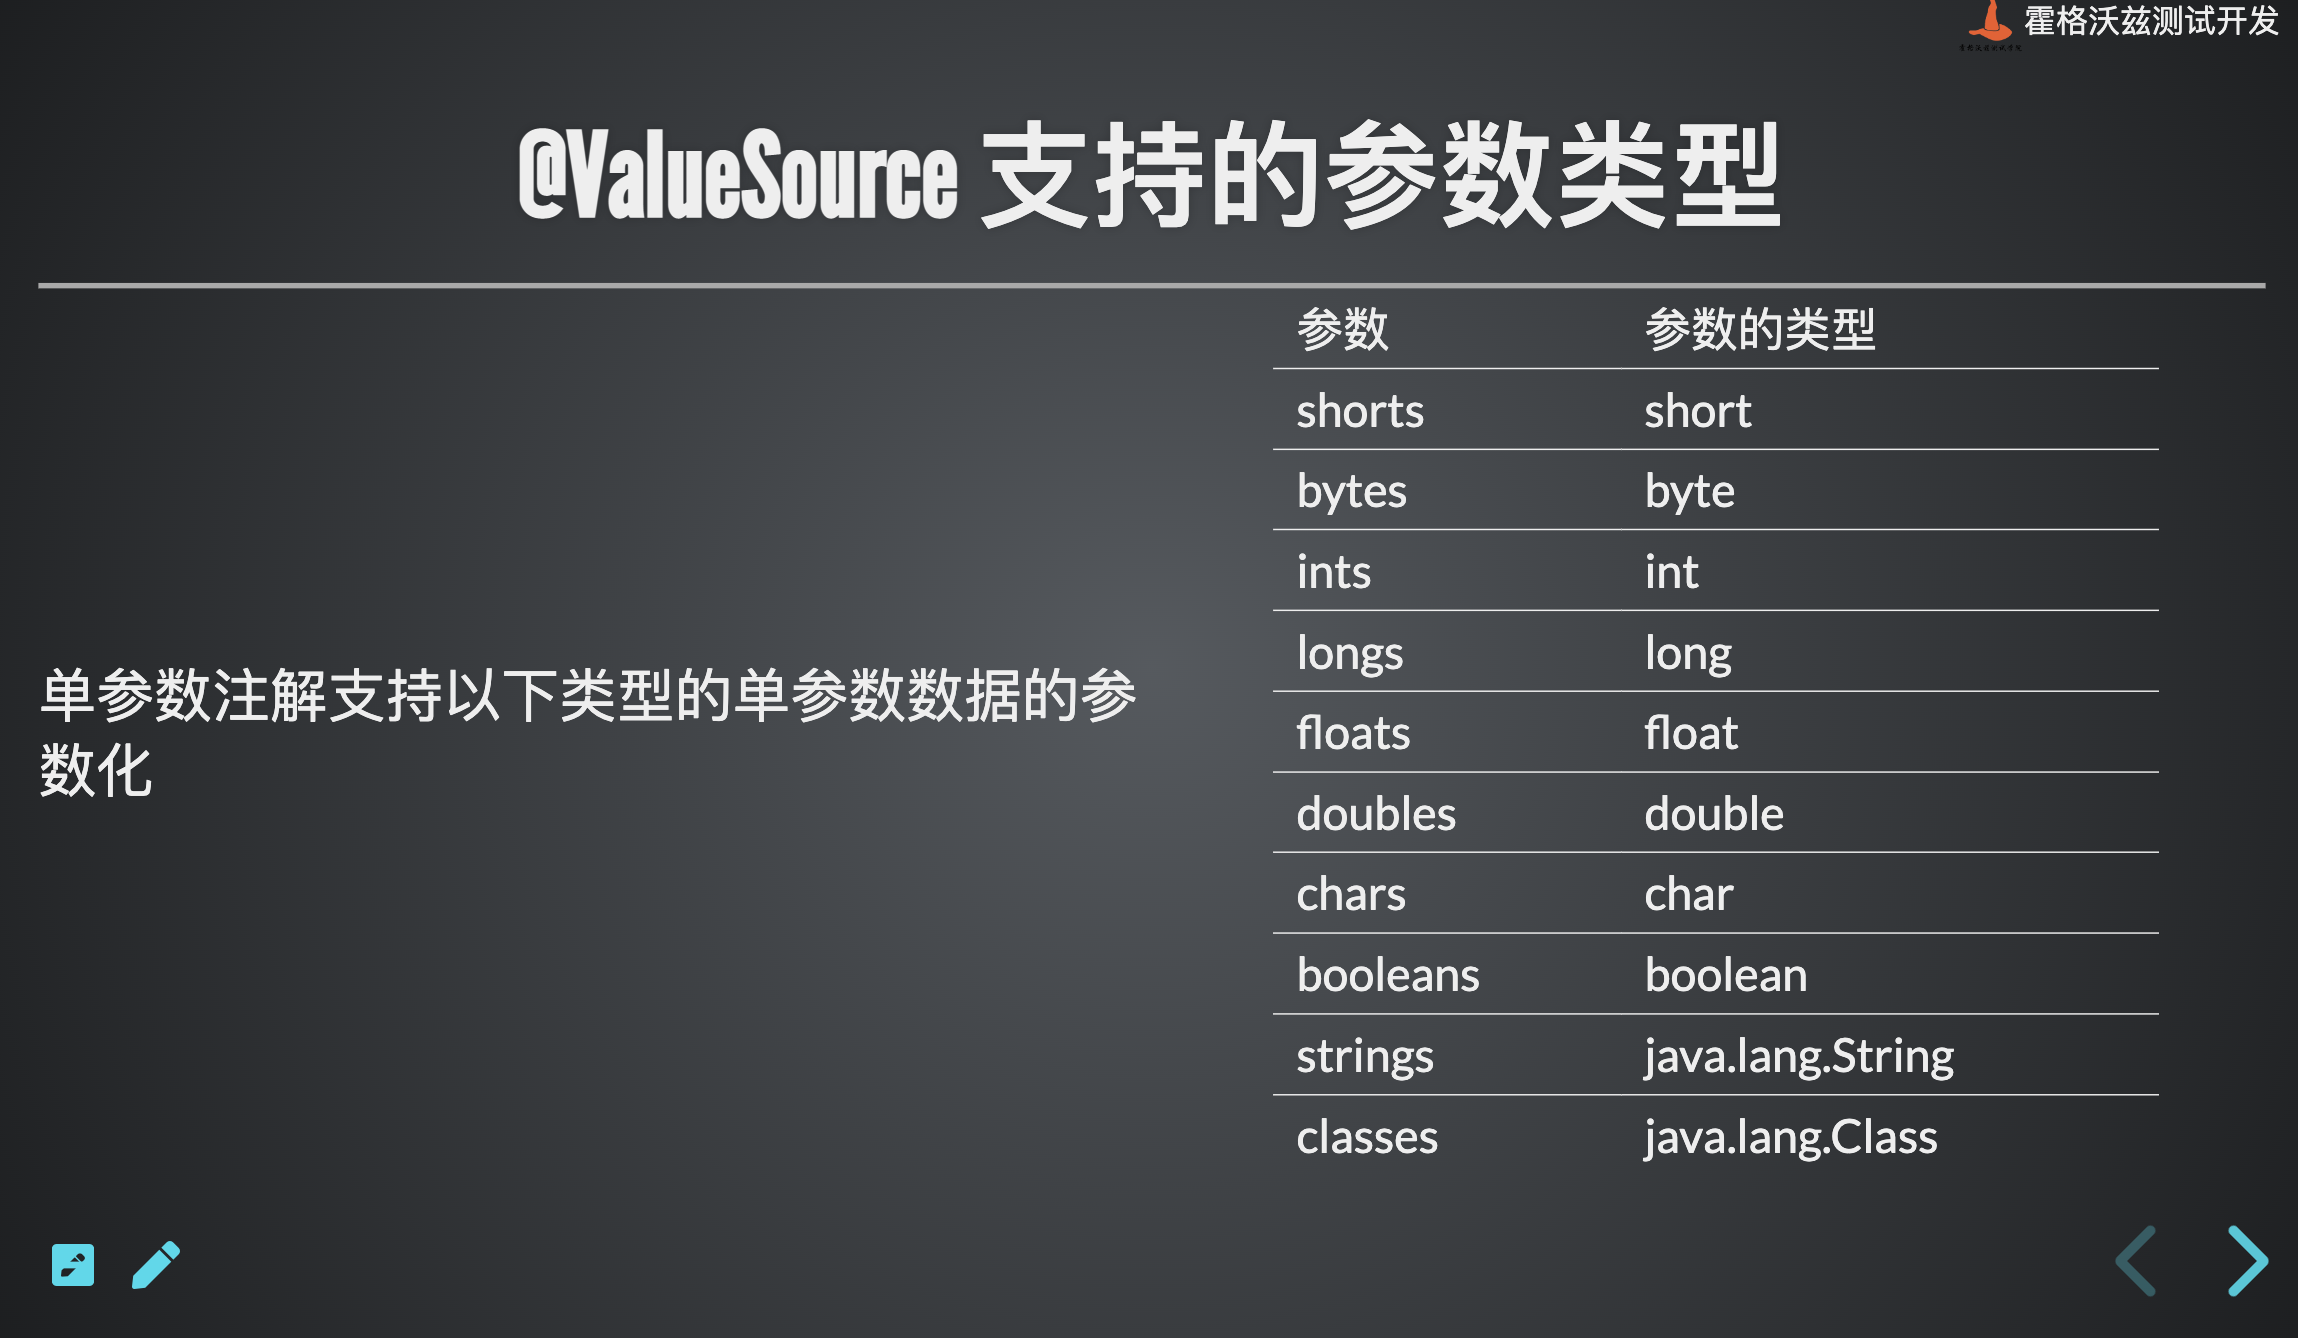 霍格沃兹测试开发
@ValueSource 支持的参数类型
单参数注解支持以下类型的单参数数据的参
数化
参数 参数的类型
shorts short
bytes byte
ints int
longs long
floats float
doubles double
chars char
booleans boolean
strings java.lang.String
classes java.lang.Class